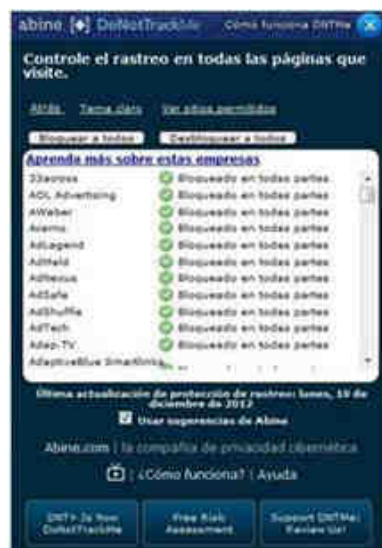 abine [+] DoNotTrackMe Cómo funciona DNTMe
Controle el rastreo en todas las páginas que
visite.
Atrás Tema claro Ver sitios permitidos
Bloquear a todos Desbloquear a todos
Aprenda más sobre estas empresas
33across Bloqueado en todas partes
AOL Advertising Bloqueado en todas partes
AWeber Bloqueado en todas partes
Acerno Bloqueado en todas partes
AdLegend Bloqueado en todas partes
AdMeld Bloqueado en todas partes
AdNexus Bloqueado en todas partes
AdSafe Bloqueado en todas partes
AdShuffle Bloqueado en todas partes
AdTech Bloqueado en todas partes
Adap.TV Bloqueado en todas partes
AdaptiveBlue Smartlinks
Última actualización de protección de rastreo: lunes, 10 de
diciembre de 2012
Usar sugerencias de Abine
Abine.com | la compañía de privacidad cibernética
| ¿Cómo funciona? | Ayuda
DNT+ Is Now
DoNotTrackMe
Free Risk
Assessment
Support DNTMe:
Review Us!